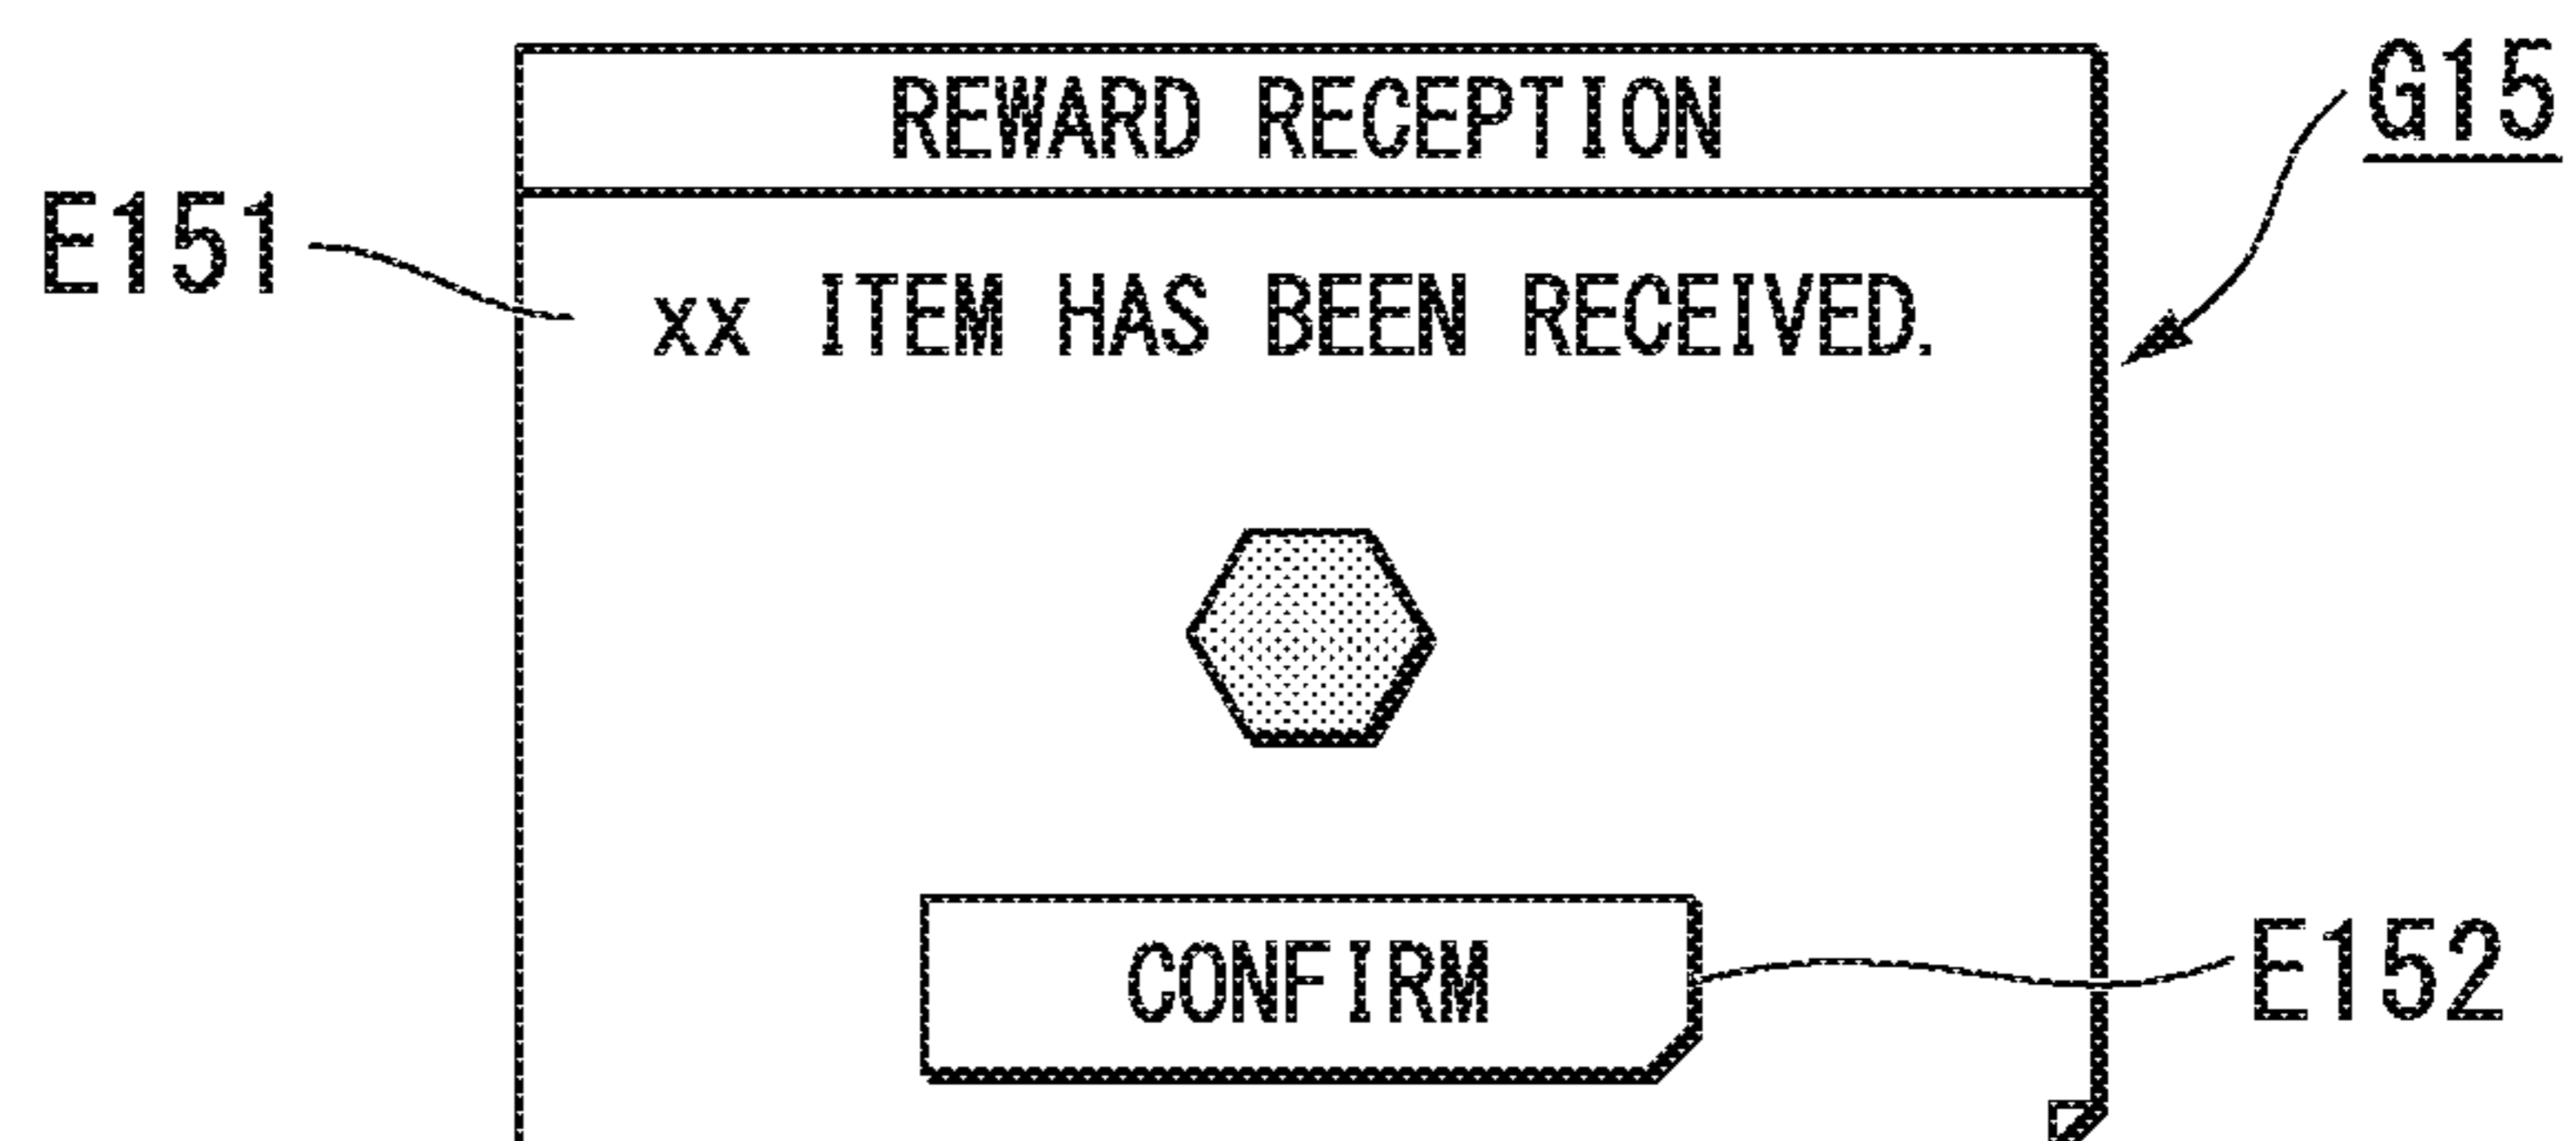 REWARD RECEPTION
G15
E151
xx ITEM HAS BEEN RECEIVED.
CONFIRM
E152